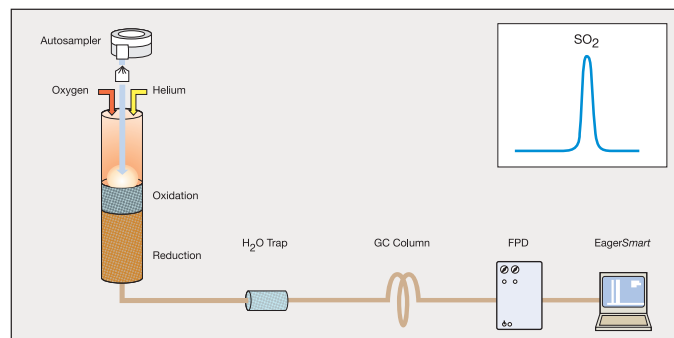 Autosampler
SO2
Oxygen
Helium
Oxidation
Reduction
H2O Trap
GC Column
FPD
EagerSmart